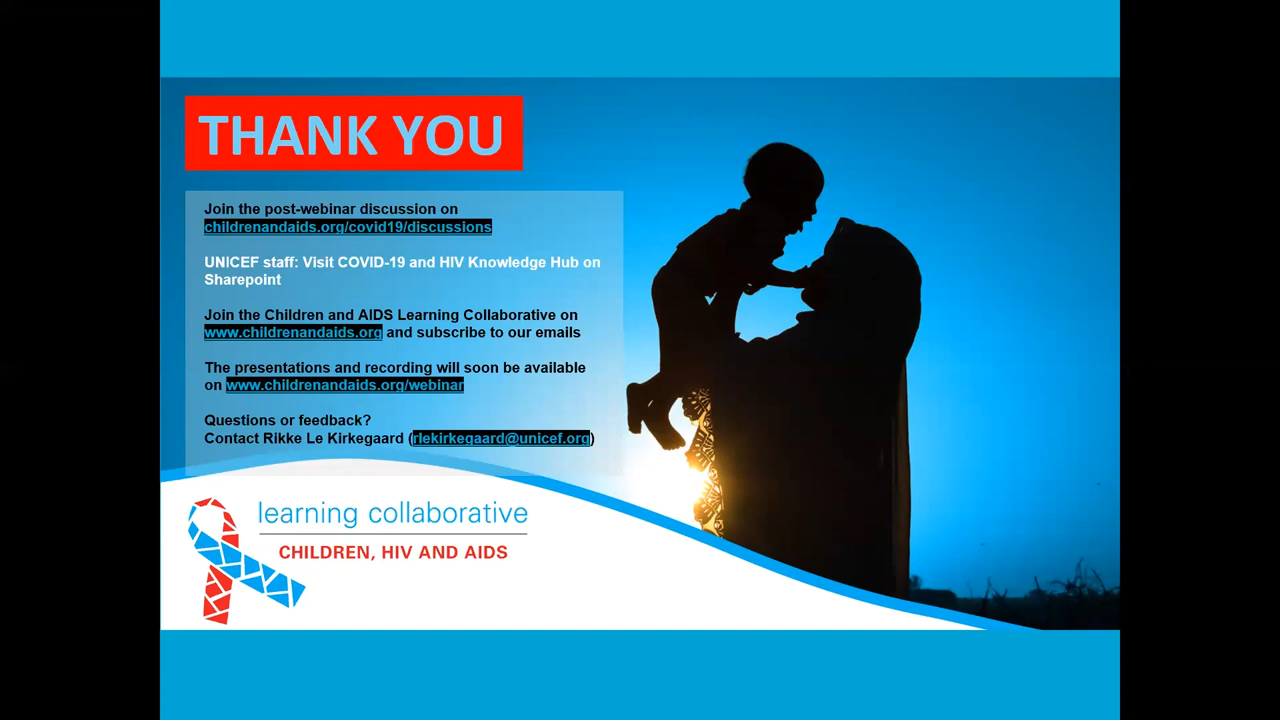 THANK YOU
Join the post-webinar discussion on
childrenandaids.org/covid19/discussions
UNICEF staff: Visit COVID-19 and HIV Knowledge Hub on
Sharepoint
Join the Children and AIDS Learning Collaborative on
www.childrenandaids.org and subscribe to our emails
The presentations and recording will soon be available
on www.childrenandaids.org/webinar
Questions or feedback?
Contact Rikke Le Kirkegaard (rlekirkegaard@unicef.org)
learning collaborative
CHILDREN, HIV AND AIDS